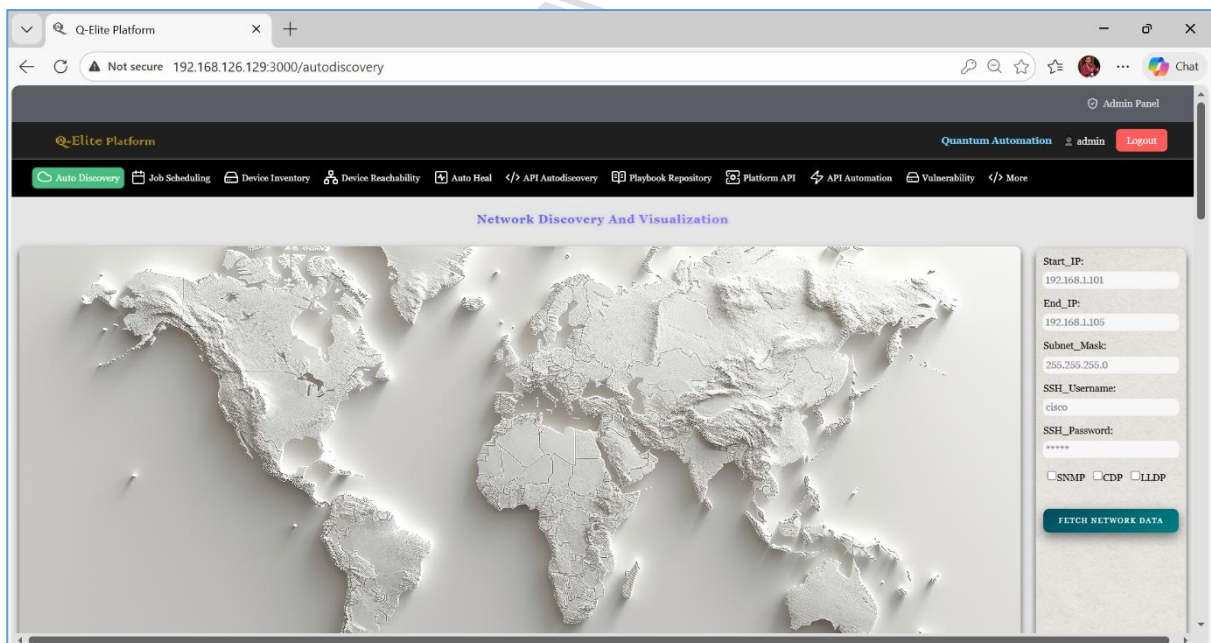 Q-Elite Platform
Not secure 192.168.126.129:3000/autodiscovery
Chat
Admin Panel
Q-Elite Platform
Quantum Automation admin Logout
Auto Discovery Job Scheduling Device Inventory Device Reachability Auto Heal </> API Autodiscovery Playbook Repository Platform API API Automation Vulnerability </> More
Network Discovery And Visualization
Start_IP:
192.168.1.101
End_IP:
192.168.1.105
Subnet_Mask:
255.255.255.0
SSH_Username:
cisco
SSH_Password:
*****
SNMP CDP LLDP
FETCH NETWORK DATA